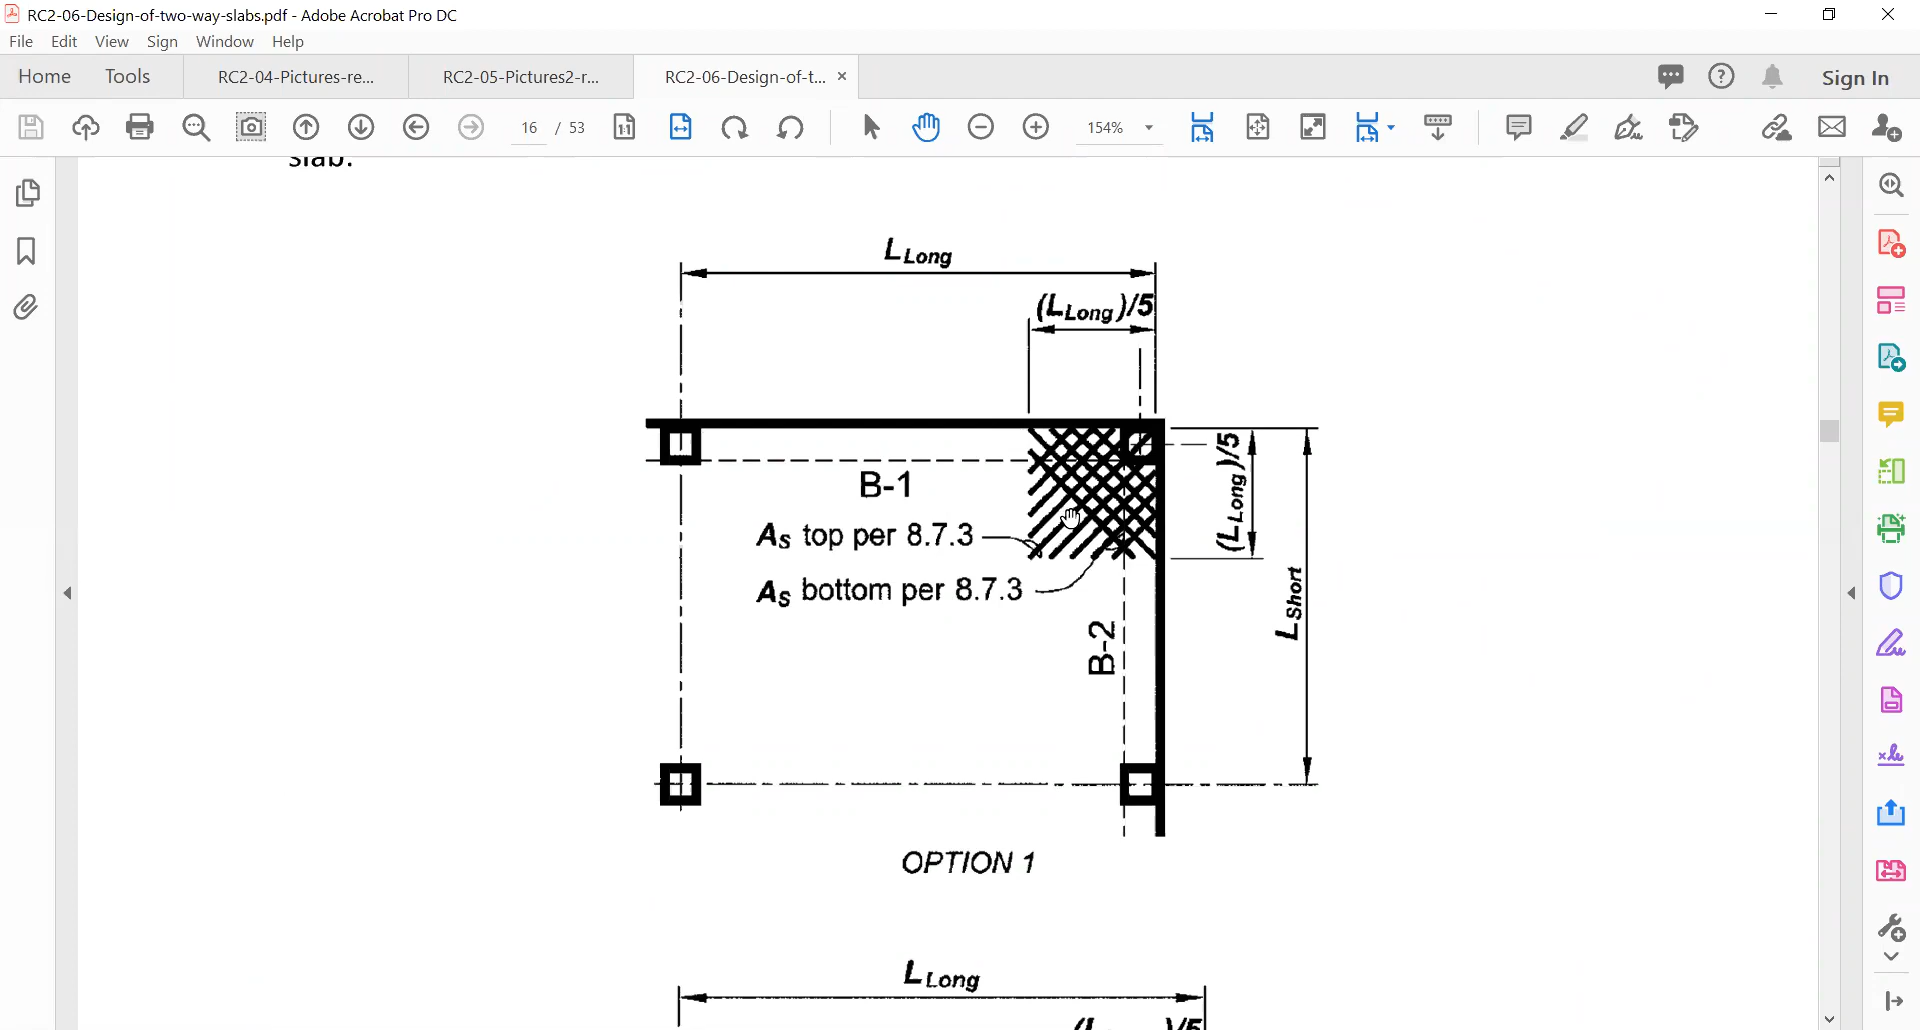 RC2-06-Design-of-two-way-slabs.pdf - Adobe Acrobat Pro DC
File Edit View Sign Window Help
Home Tools RC2-04-Pictures-re... RC2-05-Pictures2-r... RC2-06-Design-of-t... Sign In
16 / 53 154%
slab.
L Long
(L Long)/5
(L Long)/5
B-1
As top per 8.7.3
As bottom per 8.7.3
L Short
B-2
OPTION 1
L Long
)/5